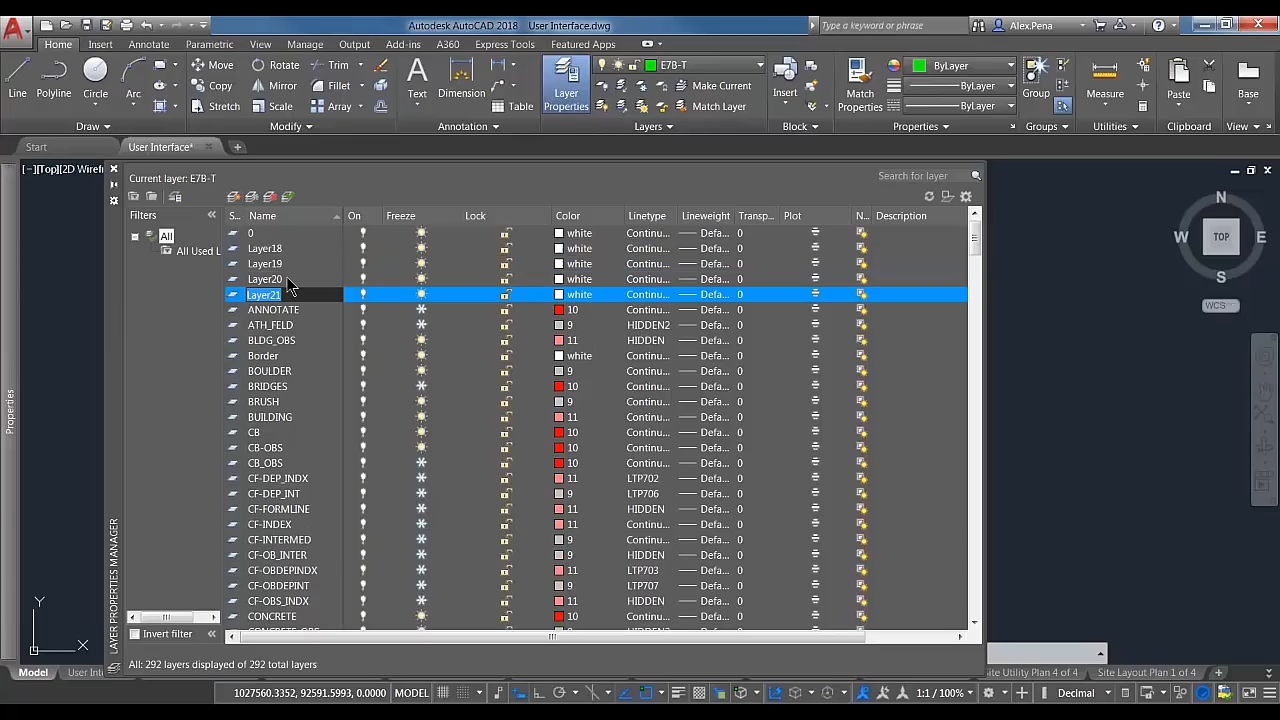 Autodesk AutoCAD 2018 User Interface.dwg
Type a keyword or phrase
Alex.Pena
Home Insert Annotate Parametric View Manage Output Add-ins A360 Express Tools Featured Apps
Line Polyline Circle Arc
Move Rotate Trim
Copy Mirror Fillet
Stretch Scale Array
Text Dimension Table
Layer Properties
E7B-T
Make Current
Match Layer
Insert
Match Properties
ByLayer
ByLayer
ByLayer
Group Measure Paste Base
Draw Modify Annotation Layers Block Properties Groups Utilities Clipboard View
Start User Interface*
[−][Top][2D Wirefr
Current layer: E7B-T
Search for layer
Filters
All
All Used L
S... Name On Freeze Lock Color Linetype Lineweight Transp... Plot N... Description
0 white Continu... Defa... 0
Layer18 white Continu... Defa... 0
Layer19 white Continu... Defa... 0
Layer20 white Continu... Defa... 0
Layer21 white Continu... Defa... 0
ANNOTATE 10 Continu... Defa... 0
ATH_FELD 9 HIDDEN2 Defa... 0
BLDG_OBS 11 HIDDEN Defa... 0
Border white Continu... Defa... 0
BOULDER 9 Continu... Defa... 0
BRIDGES 10 Continu... Defa... 0
BRUSH 9 Continu... Defa... 0
BUILDING 11 Continu... Defa... 0
CB 10 Continu... Defa... 0
CB-OBS 10 Continu... Defa... 0
CB_OBS 10 Continu... Defa... 0
CF-DEP_INDX 11 LTP702 Defa... 0
CF-DEP_INT 9 LTP706 Defa... 0
CF-FORMLINE 11 HIDDEN Defa... 0
CF-INDEX 11 Continu... Defa... 0
CF-INTERMED 9 Continu... Defa... 0
CF-OB_INTER 9 HIDDEN Defa... 0
CF-OBDEPINDX 11 LTP703 Defa... 0
CF-OBDEPINT 9 LTP707 Defa... 0
CF-OBS_INDX 11 HIDDEN Defa... 0
CONCRETE 10 Continu... Defa... 0
Invert filter
All: 292 layers displayed of 292 total layers
LAYER PROPERTIES MANAGER
Properties
N
W TOP E
S
WCS
Y
X
Model User Int
Site Utility Plan 4 of 4 Site Layout Plan 1 of 4
1027560.3352, 92591.5993, 0.0000 MODEL 1:1 / 100% Decimal